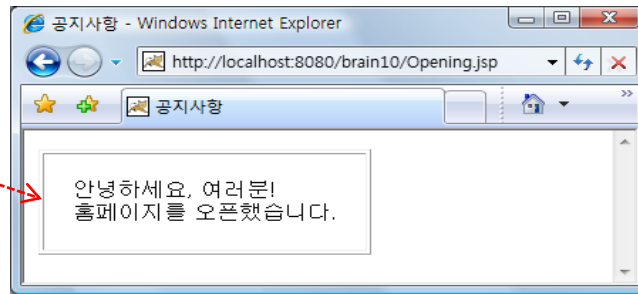 공지사항 - Windows Internet Explorer
http://localhost:8080/brain10/Opening.jsp
공지사항
안녕하세요, 여러분!
홈페이지를 오픈했습니다.